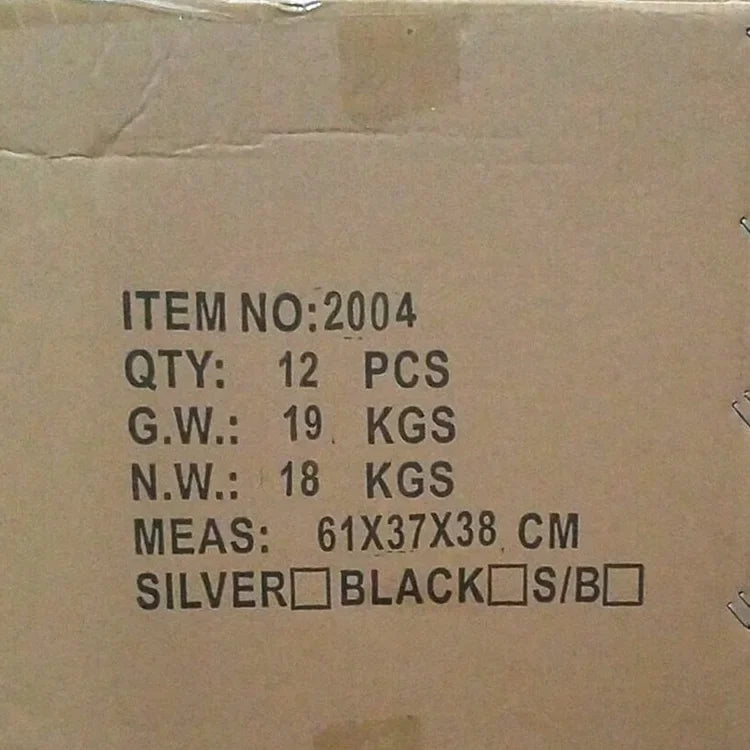 ITEM NO:2004
QTY: 12 PCS
G.W.: 19 KGS
N.W.: 18 KGS
MEAS: 61X37X38 CM
SILVER□BLACK□S/B□